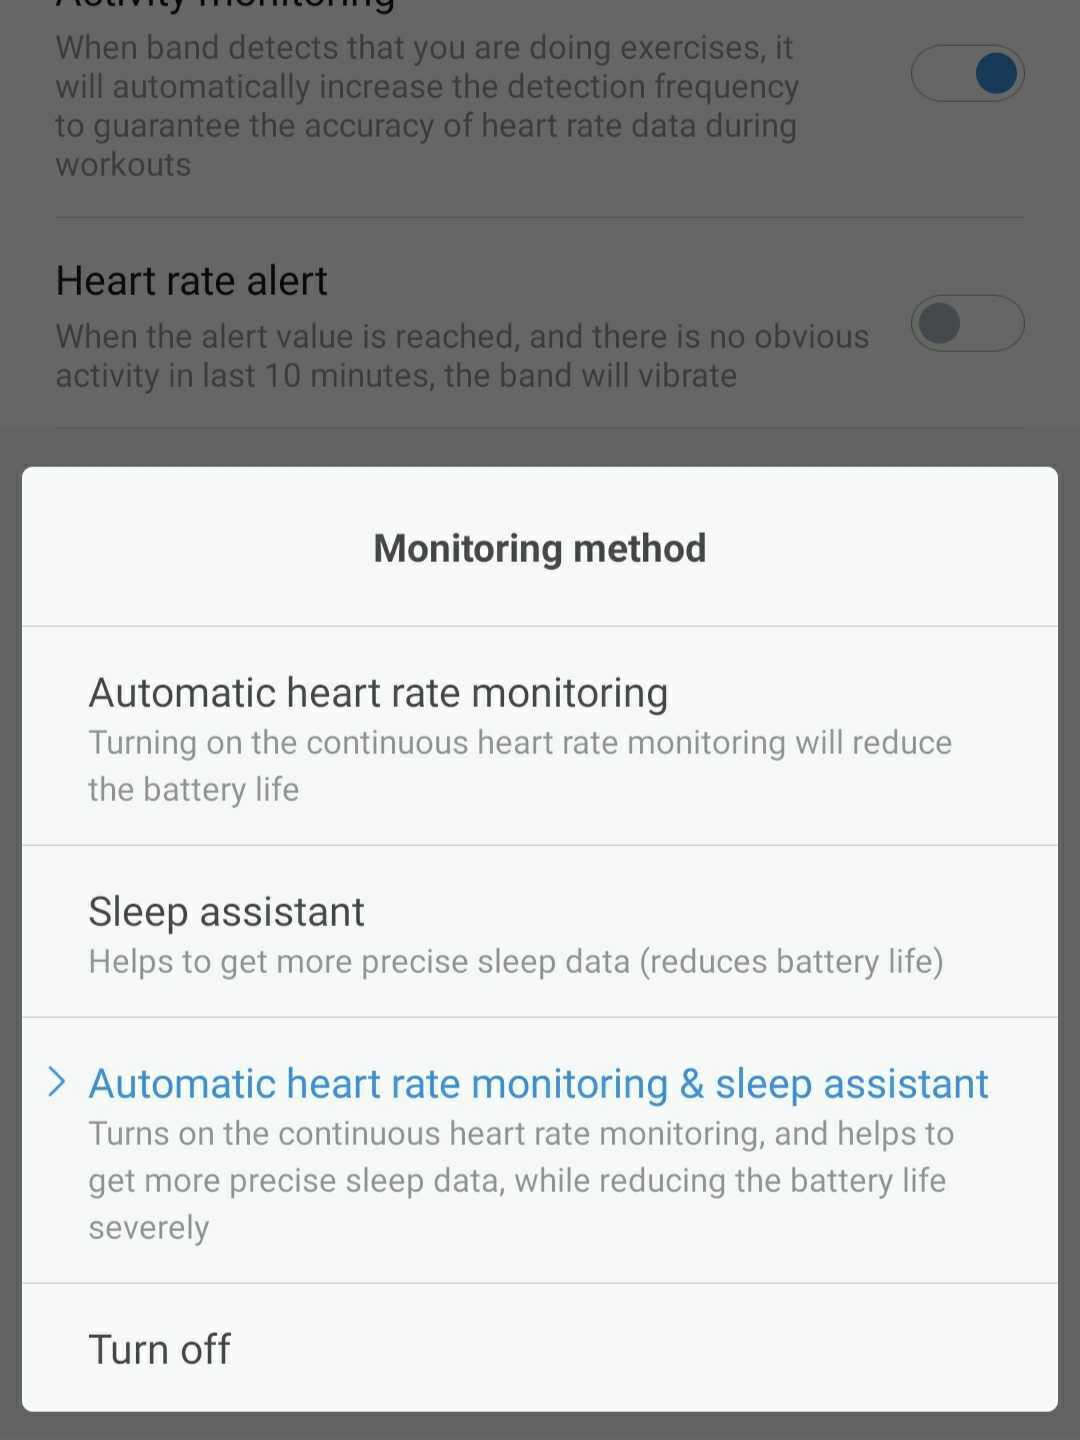 Activity monitoring
When band detects that you are doing exercises, it
will automatically increase the detection frequency
to guarantee the accuracy of heart rate data during
workouts
Heart rate alert
When the alert value is reached, and there is no obvious
activity in last 10 minutes, the band will vibrate
Monitoring method
Automatic heart rate monitoring
Turning on the continuous heart rate monitoring will reduce
the battery life
Sleep assistant
Helps to get more precise sleep data (reduces battery life)
Automatic heart rate monitoring & sleep assistant
Turns on the continuous heart rate monitoring, and helps to
get more precise sleep data, while reducing the battery life
severely
Turn off